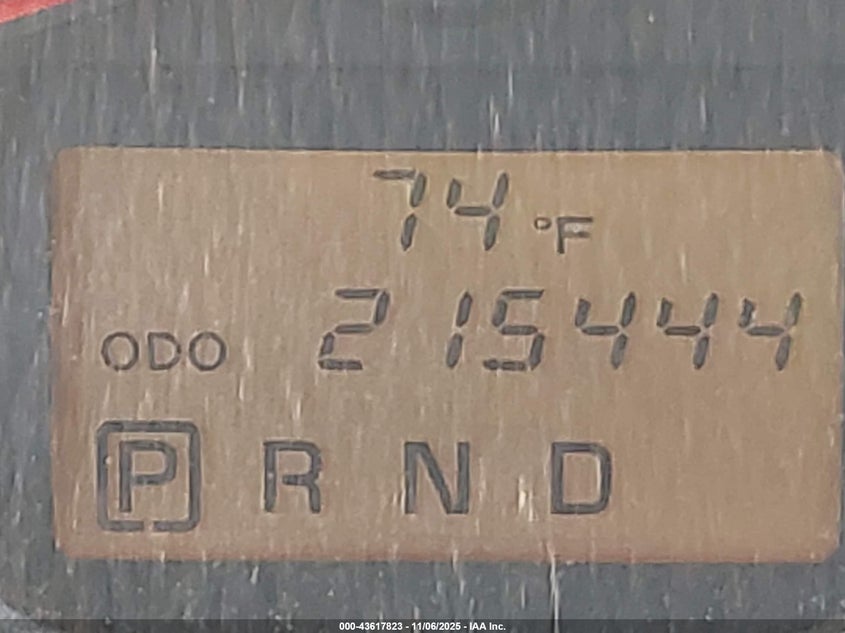 74 °F
ODO 215444
P R N D
000-43617823 - 11/06/2025 - IAA Inc.